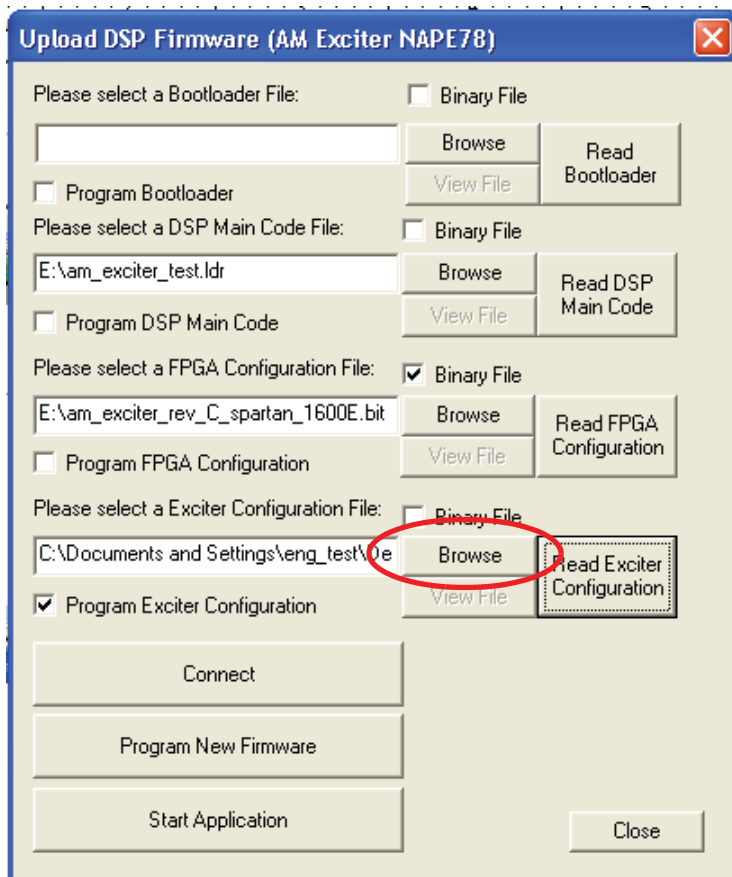 Upload DSP Firmware (AM Exciter NAPE78)
Please select a Bootloader File:
Binary File
Browse
Read
Bootloader
View File
Program Bootloader
Please select a DSP Main Code File:
Binary File
E:\am_exciter_test.ldr
Browse
Read DSP
Main Code
View File
Program DSP Main Code
Please select a FPGA Configuration File:
Binary File
E:\am_exciter_rev_C_spartan_1600E.bit
Browse
Read FPGA
Configuration
View File
Program FPGA Configuration
Please select a Exciter Configuration File:
Binary File
C:\Documents and Settings\eng_test\De
Browse
Read Exciter
Configuration
View File
Program Exciter Configuration
Connect
Program New Firmware
Start Application
Close